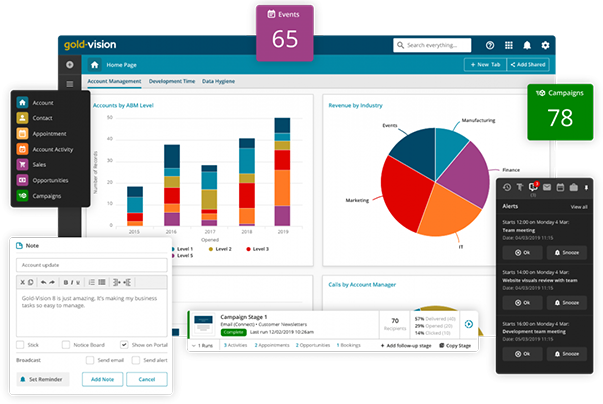 Events
65
gold-vision
Search everything...
Home Page
+ New Tab
Add Shared
Account Management
Development Time
Data Hygiene
Campaigns
78
Account
Contact
Appointment
Account Activity
Sales
Opportunities
Campaigns
Accounts by ABM Level
Number of Records
50
40
30
20
10
0
2015
2016
2017
2018
2019
Opened
Level 1
Level 2
Level 3
Level 5
Revenue by Industry
Events
Manufacturing
Finance
Marketing
IT
Alerts
View all
Starts 12:00 on Monday 4 Mar:
Team meeting
Date: 04/03/2019 11:15
Ok
Snooze
Starts 14:00 on Monday 4 Mar:
Website visuals review with team
Date: 04/03/2019 11:15
Ok
Snooze
Starts 16:00 on Monday 4 Mar:
Development team meeting
Date: 04/03/2019 11:15
Ok
Snooze
Note
Account update
B I U
Gold-Vision 8 is just amazing. It's making my business
tasks so easy to manage.
Stick
Notice Board
Show on Portal
Broadcast
Send email
Send alert
Set Reminder
Add Note
Cancel
Calls by Account Manager
Campaign Stage 1
Email (Connect) • Customer Newsletters
Complete
Last run 12/03/2019 10:26am
70
Recipients
57% Delivered (40)
29% Opened (20)
14% Clicked (10)
1 Runs
3 Activities
2 Appointments
2 Opportunities
1 Bookings
+ Add follow-up stage
Copy Stage